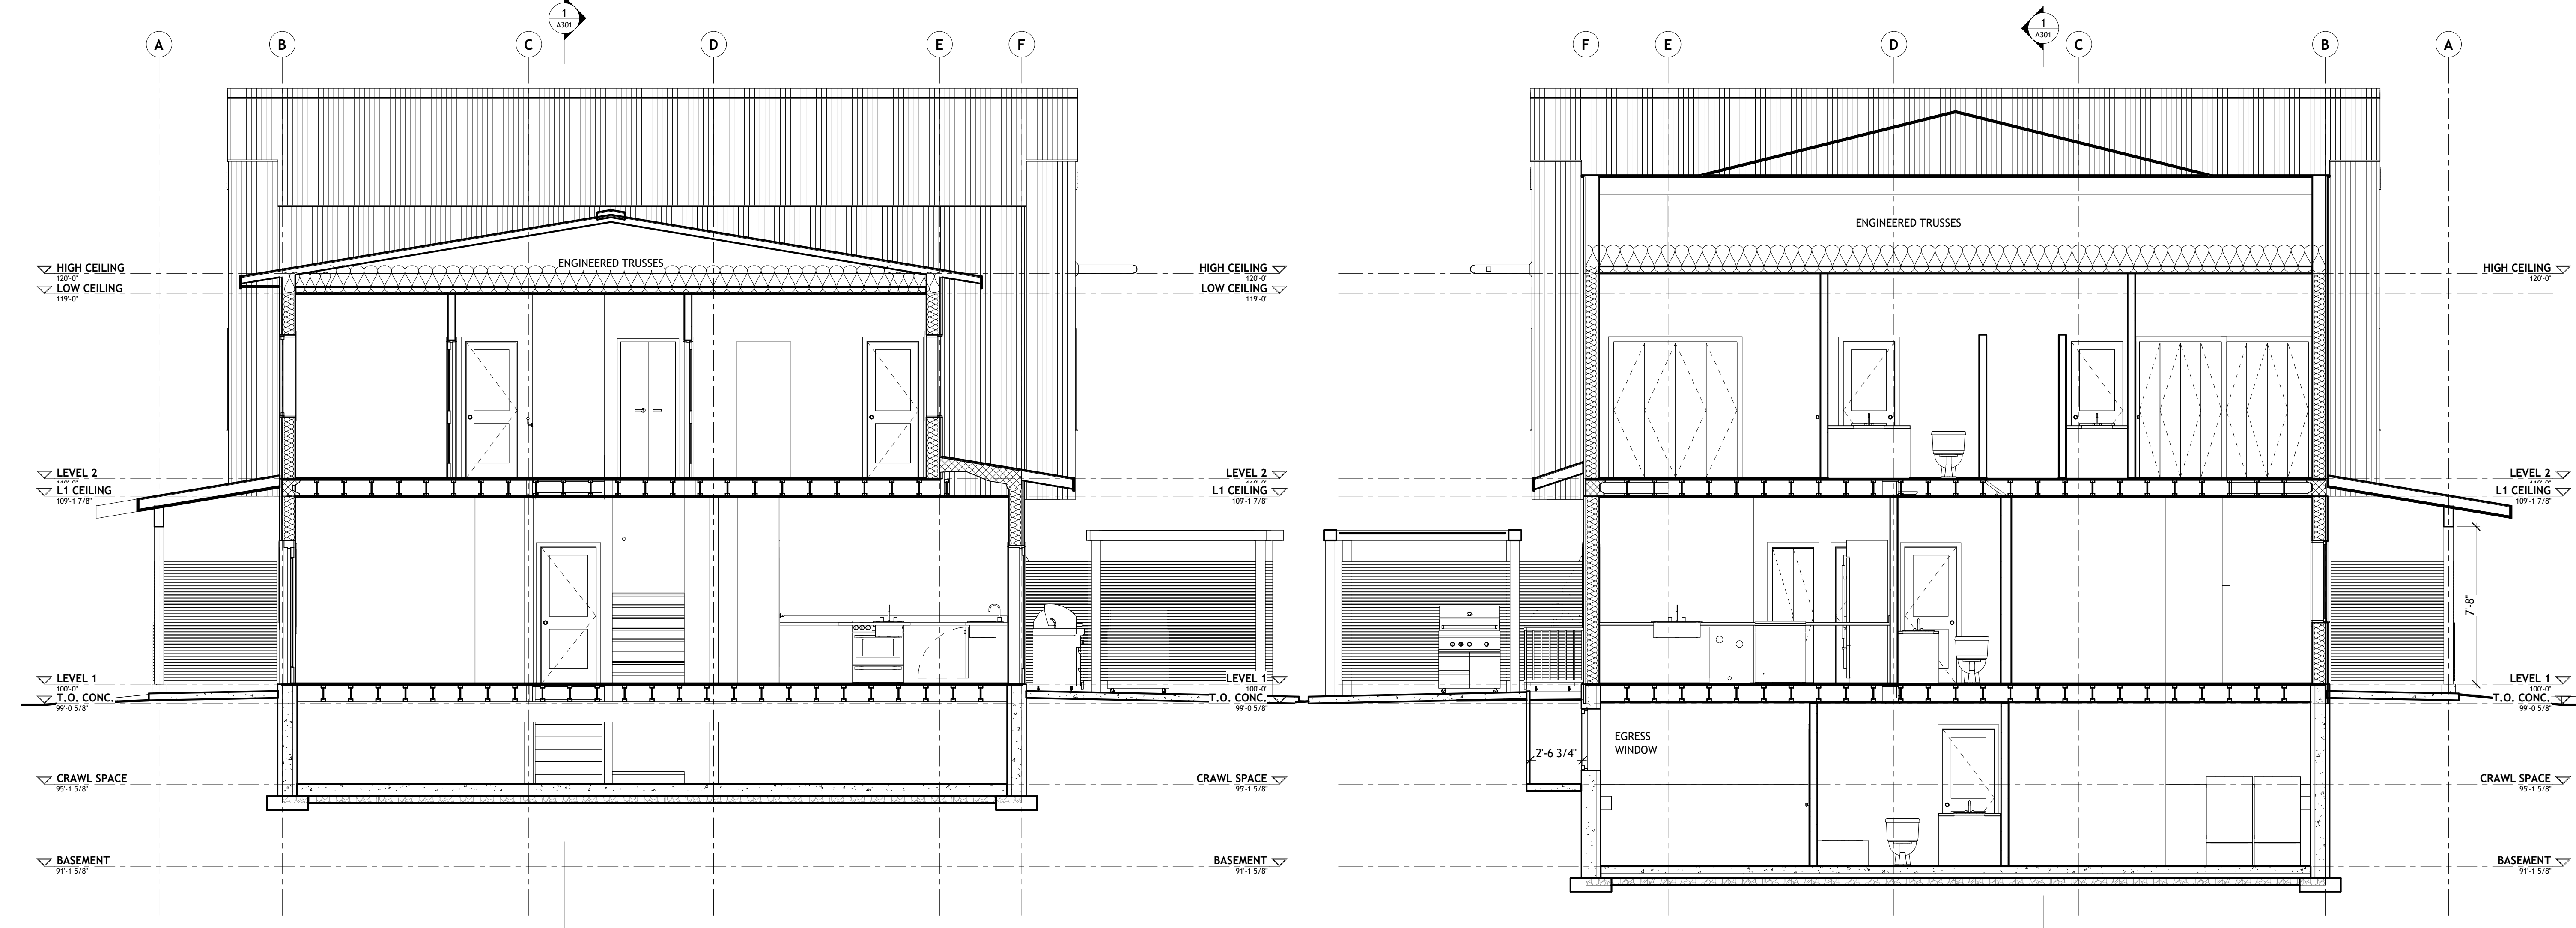 1
A301
A
B
C
D
E
F
HIGH CEILING
120'-0"
LOW CEILING
119'-0"
ENGINEERED TRUSSES
LEVEL 2
L1 CEILING
109'-1 7/8"
LEVEL 1
100'-0"
T.O. CONC.
99'-0 5/8"
CRAWL SPACE
95'-1 5/8"
BASEMENT
91'-1 5/8"
HIGH CEILING
120'-0"
LOW CEILING
119'-0"
LEVEL 2
L1 CEILING
109'-1 7/8"
LEVEL 1
100'-0"
T.O. CONC.
99'-0 5/8"
CRAWL SPACE
95'-1 5/8"
BASEMENT
91'-1 5/8"
1
A301
F
E
D
C
B
A
ENGINEERED TRUSSES
EGRESS
WINDOW
2'-6 3/4"
7'-8"
HIGH CEILING
120'-0"
LEVEL 2
L1 CEILING
109'-1 7/8"
LEVEL 1
100'-0"
T.O. CONC.
99'-0 5/8"
CRAWL SPACE
95'-1 5/8"
BASEMENT
91'-1 5/8"